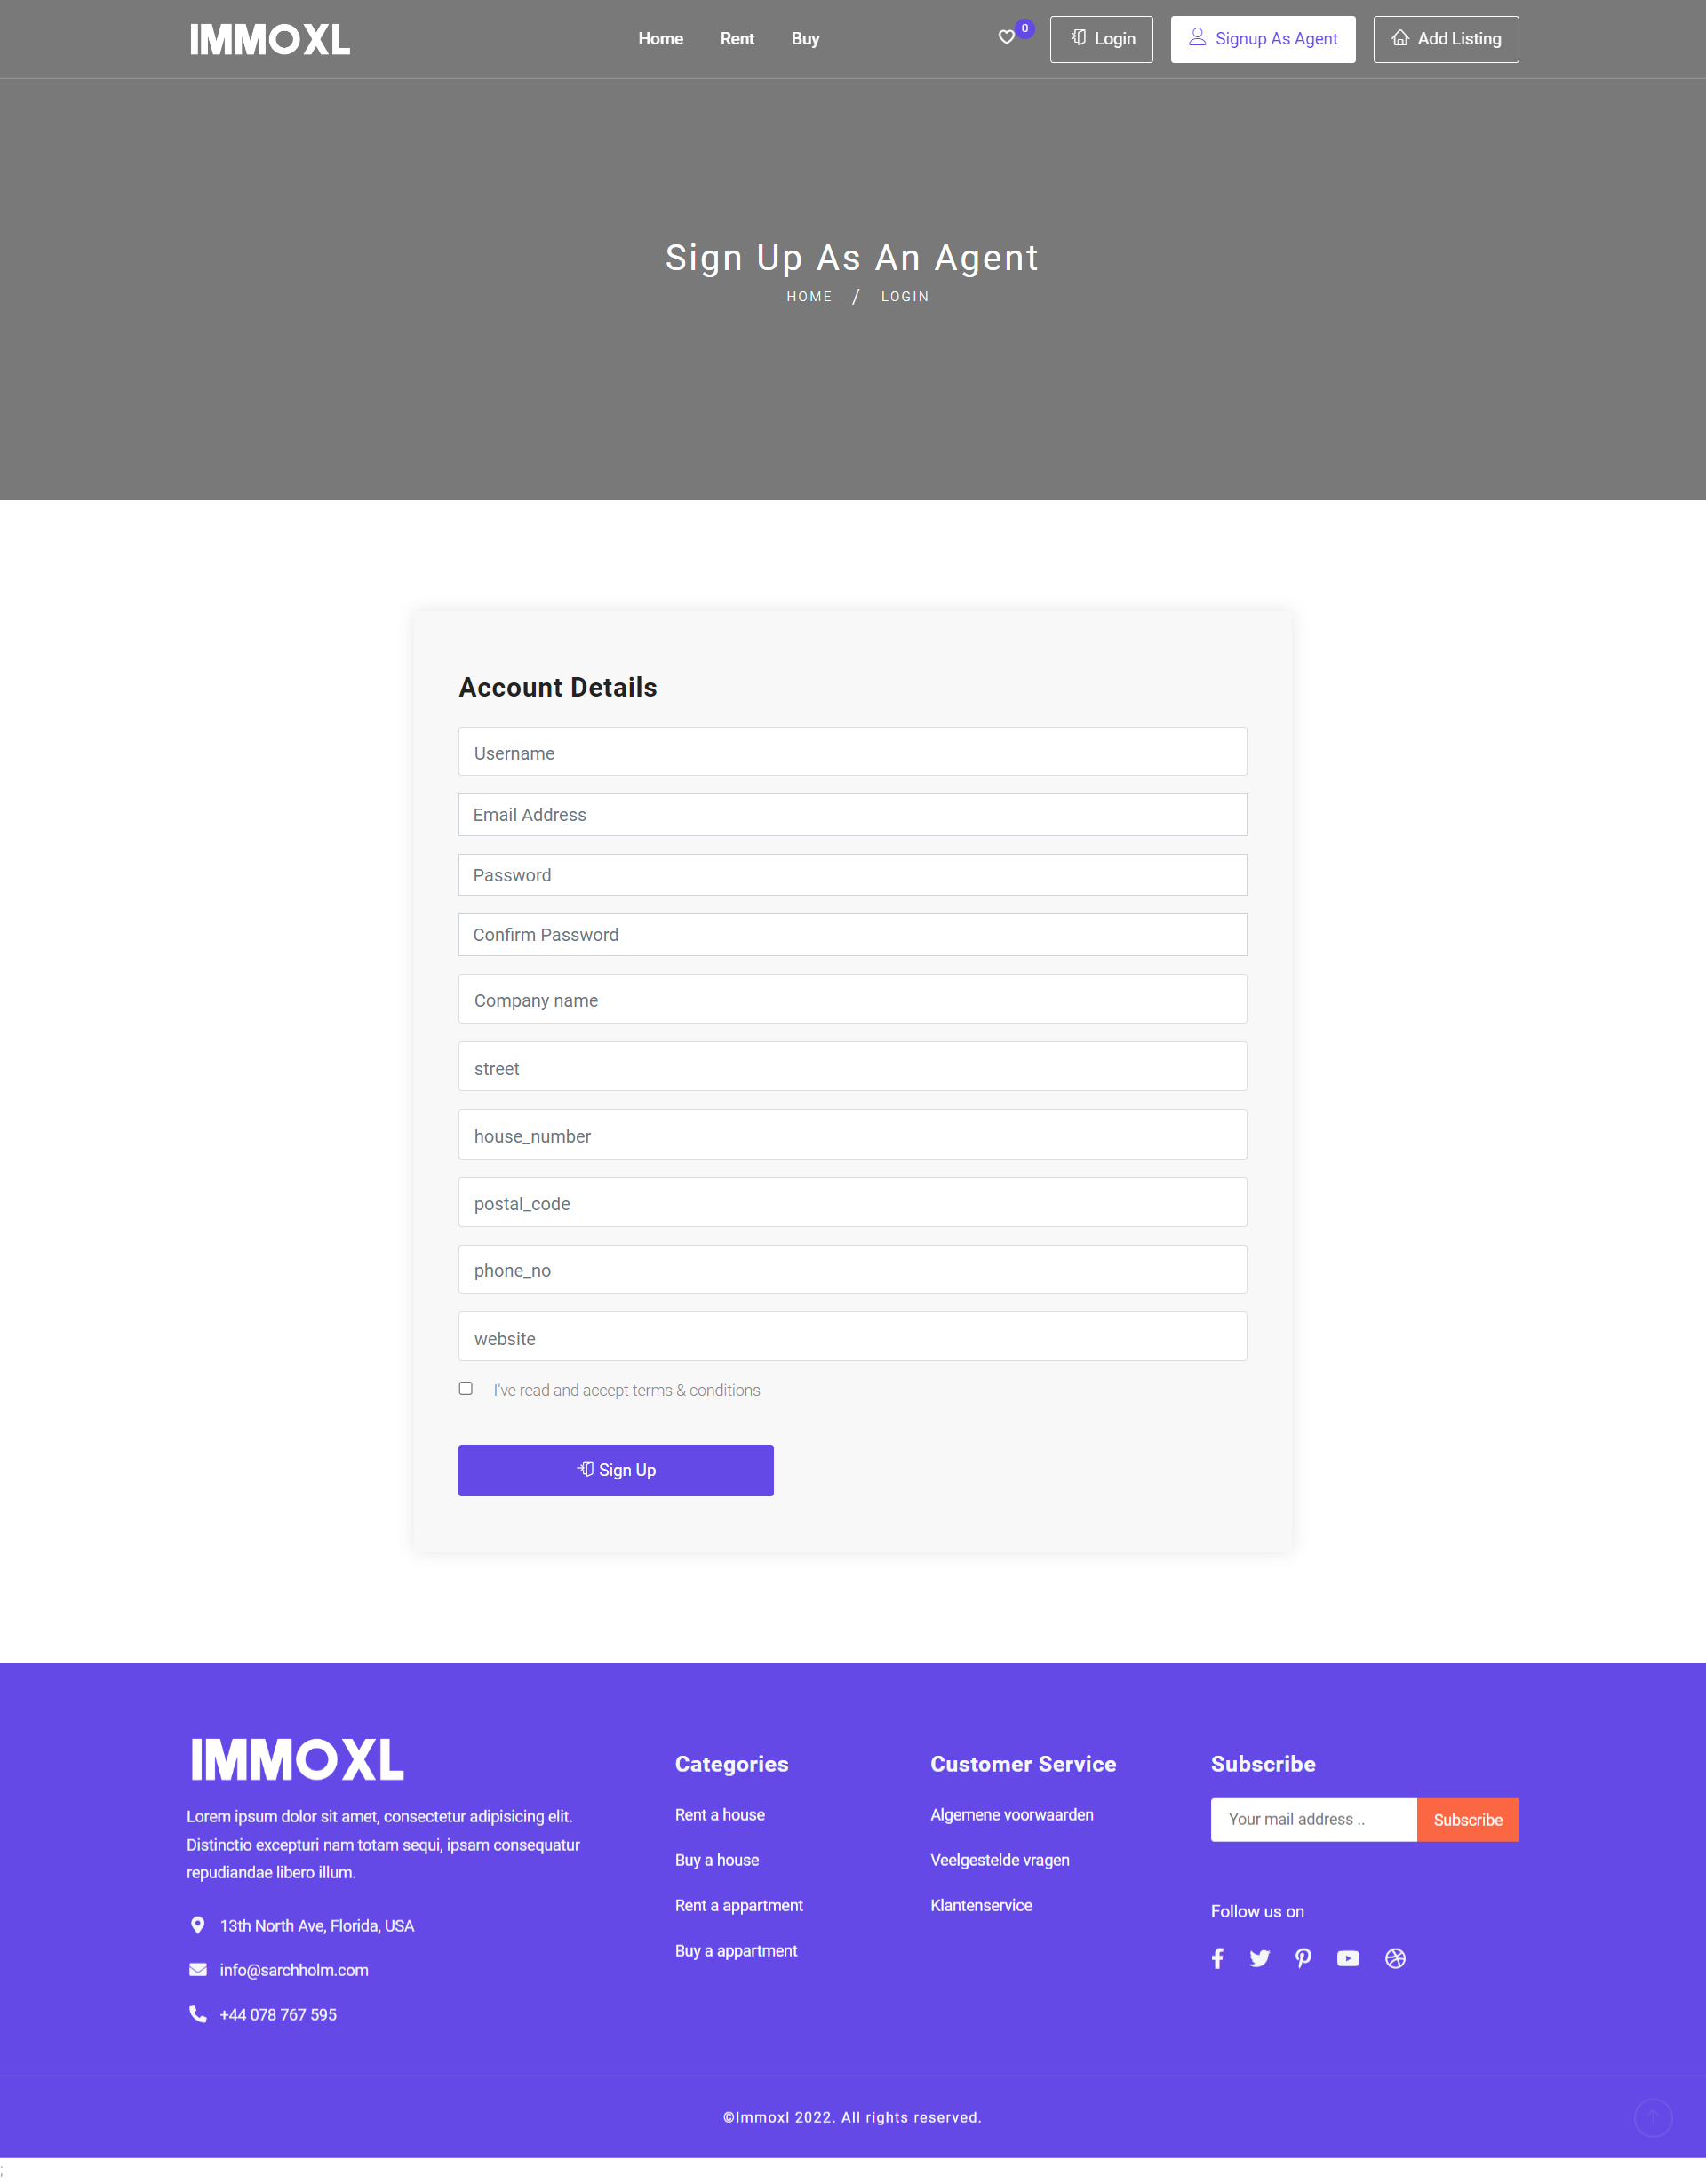 IMMOXL
Home Rent Buy
0
Login
Signup As Agent
Add Listing
Sign Up As An Agent
HOME / LOGIN
Account Details
Username
Email Address
Password
Confirm Password
Company name
street
house_number
postal_code
phone_no
website
I've read and accept terms & conditions
Sign Up
IMMOXL
Lorem ipsum dolor sit amet, consectetur adipisicing elit.
Distinctio excepturi nam totam sequi, ipsam consequatur
repudiandae libero illum.
13th North Ave, Florida, USA
info@sarchholm.com
+44 078 767 595
Categories
Rent a house
Buy a house
Rent a appartment
Buy a appartment
Customer Service
Algemene voorwaarden
Veelgestelde vragen
Klantenservice
Subscribe
Your mail address ..
Subscribe
Follow us on
©Immoxl 2022. All rights reserved.
;